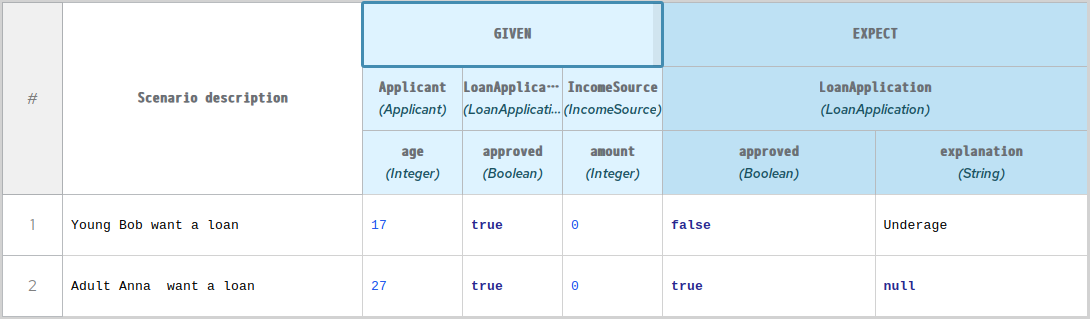 GIVEN EXPECT
# Scenario description
Applicant LoanApplica··· IncomeSource LoanApplication
(Applicant) (LoanApplicati... (IncomeSource) (LoanApplication)
age approved amount approved explanation
(Integer) (Boolean) (Integer) (Boolean) (String)
1 Young Bob want a loan 17 true 0 false Underage
2 Adult Anna  want a loan 27 true 0 true null